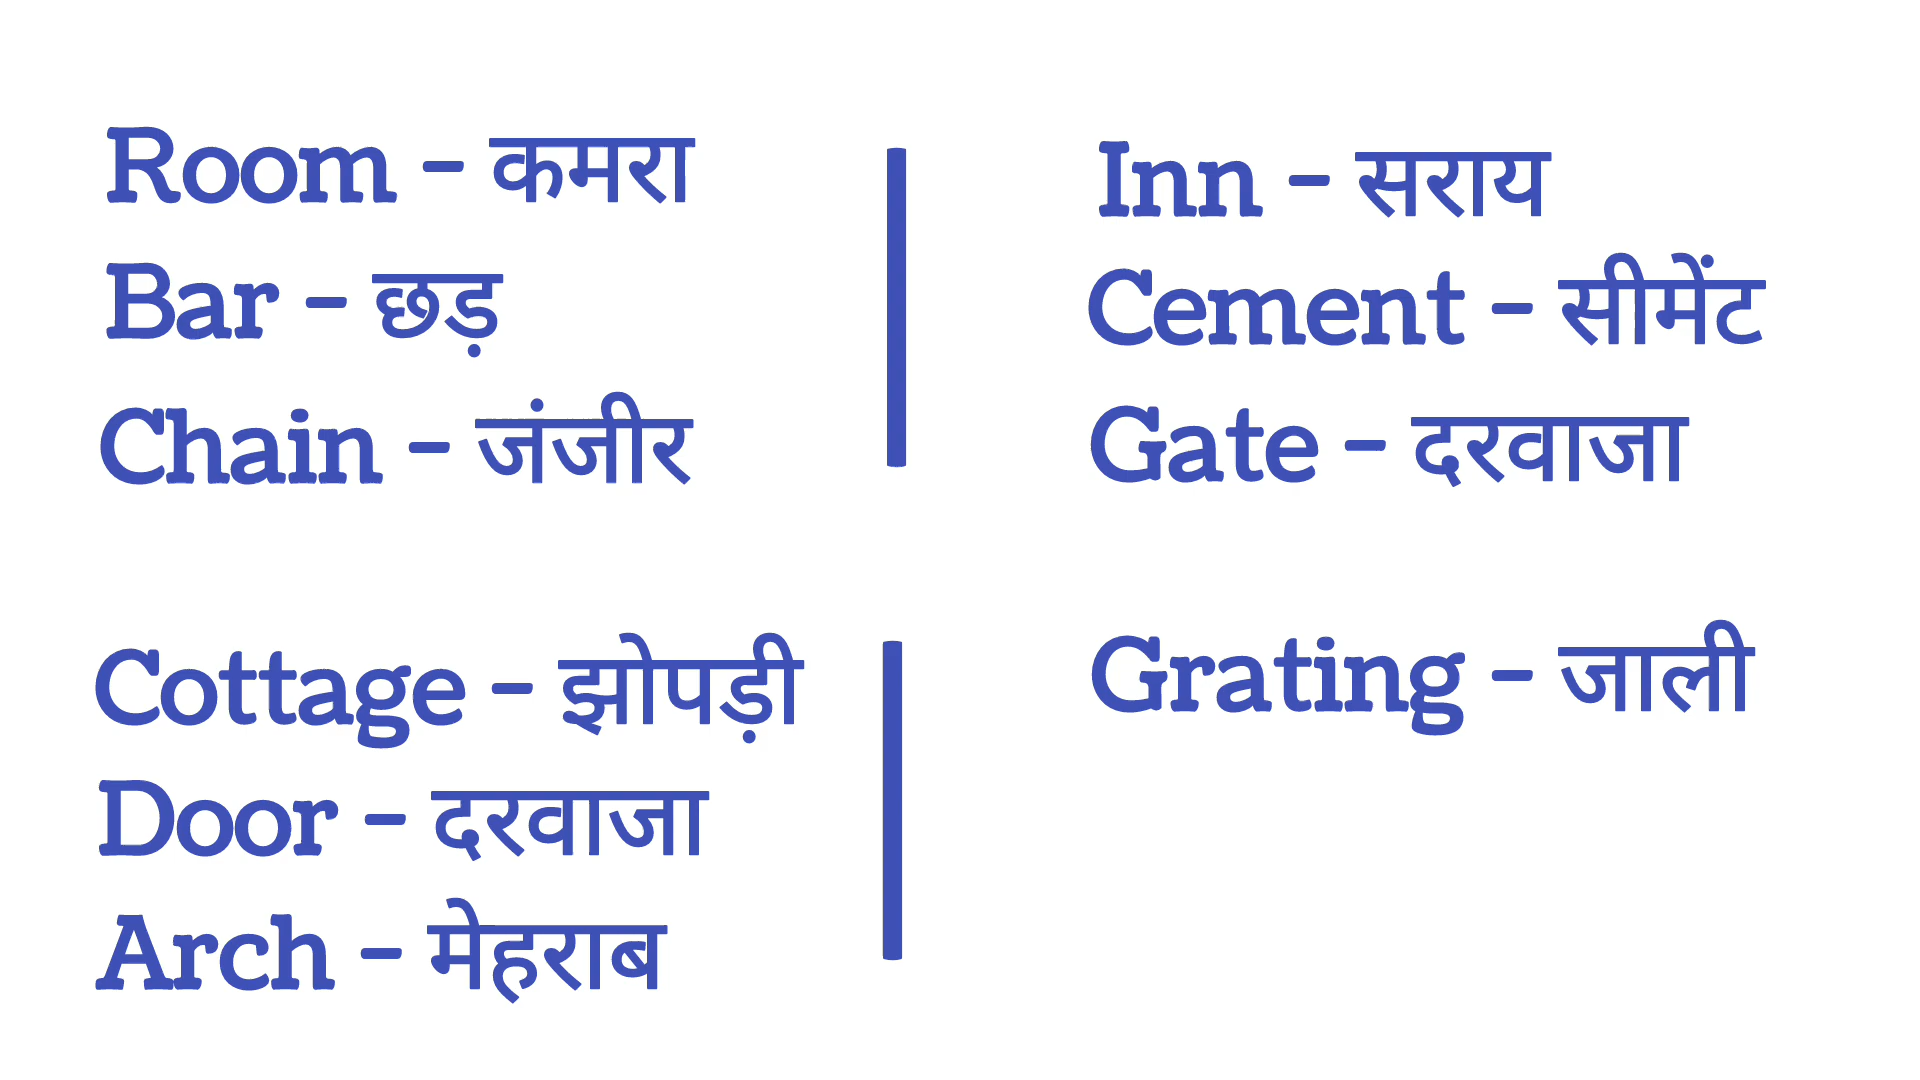 Room - कमरा
Bar - छड़
Chain - जंजीर
Inn - सराय
Cement - सीमेंट
Gate - दरवाजा
Cottage - झोपड़ी
Door - दरवाजा
Arch - मेहराब
Grating - जाली